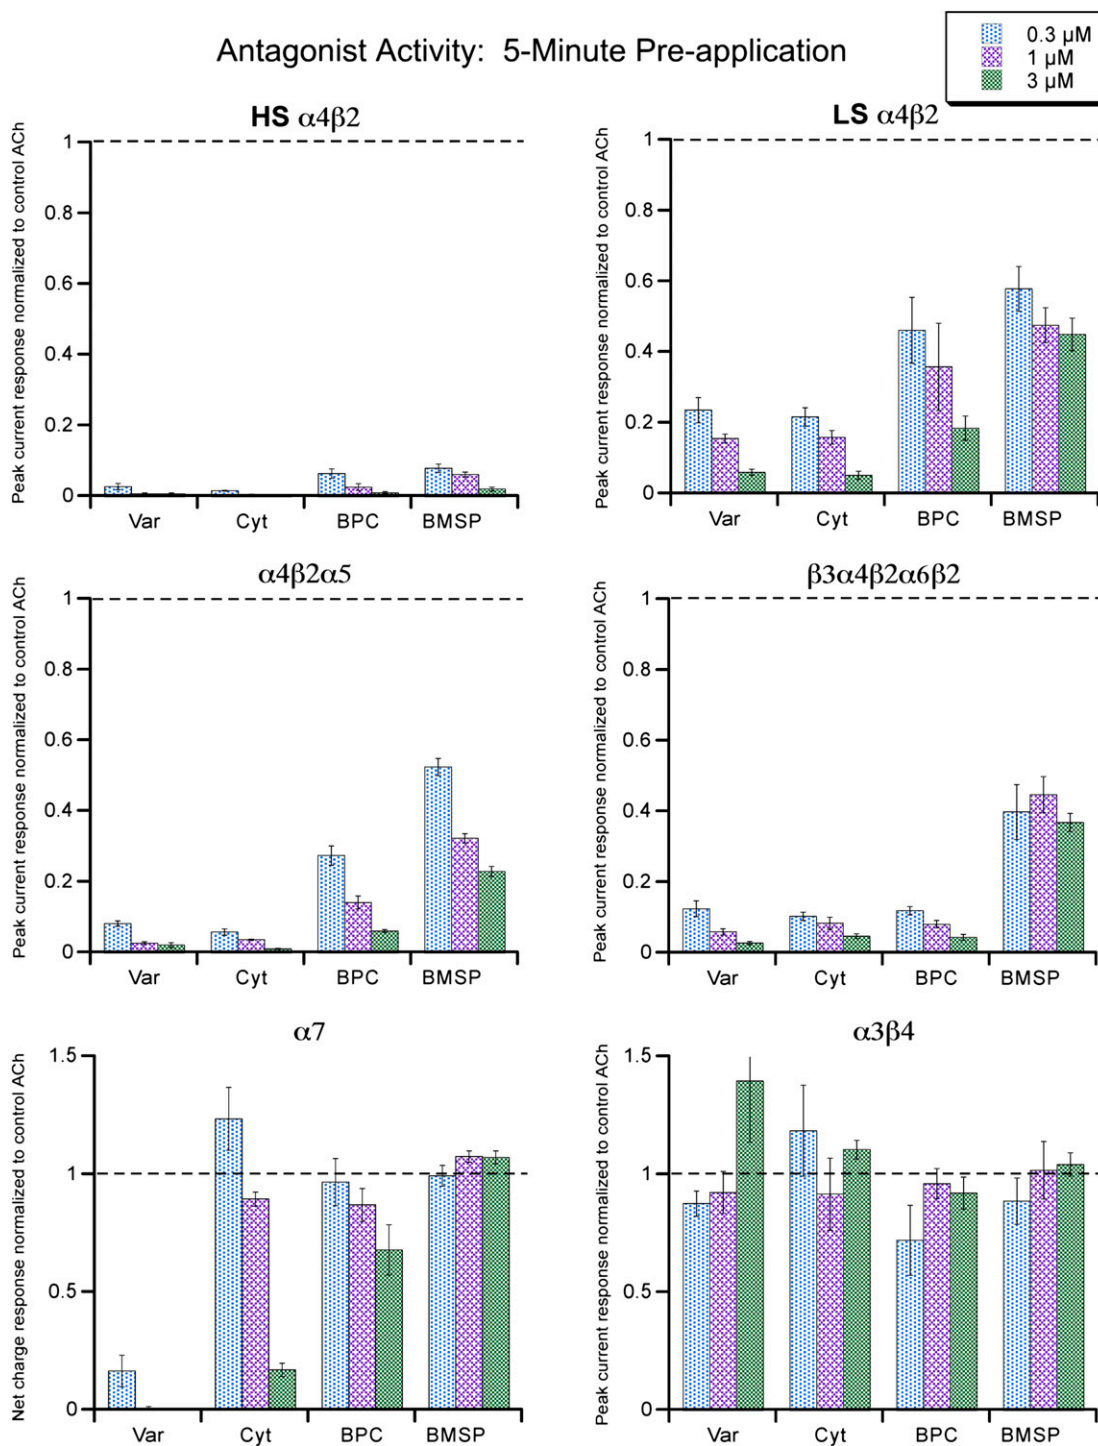 Antagonist Activity: 5-Minute Pre-application
0.3 μM
1 μM
3 μM
HS α4β2
Peak current response normalized to control ACh
1
0.8
0.6
0.4
0.2
0
Var Cyt BPC BMSP
LS α4β2
Peak current response normalized to control ACh
1
0.8
0.6
0.4
0.2
0
Var Cyt BPC BMSP
α4β2α5
Peak current response normalized to control ACh
1
0.8
0.6
0.4
0.2
0
Var Cyt BPC BMSP
β3α4β2α6β2
Peak current response normalized to control ACh
1
0.8
0.6
0.4
0.2
0
Var Cyt BPC BMSP
α7
Net charge response normalized to control ACh
1.5
1
0.5
0
Var Cyt BPC BMSP
α3β4
Peak current response normalized to control ACh
1.5
1
0.5
0
Var Cyt BPC BMSP